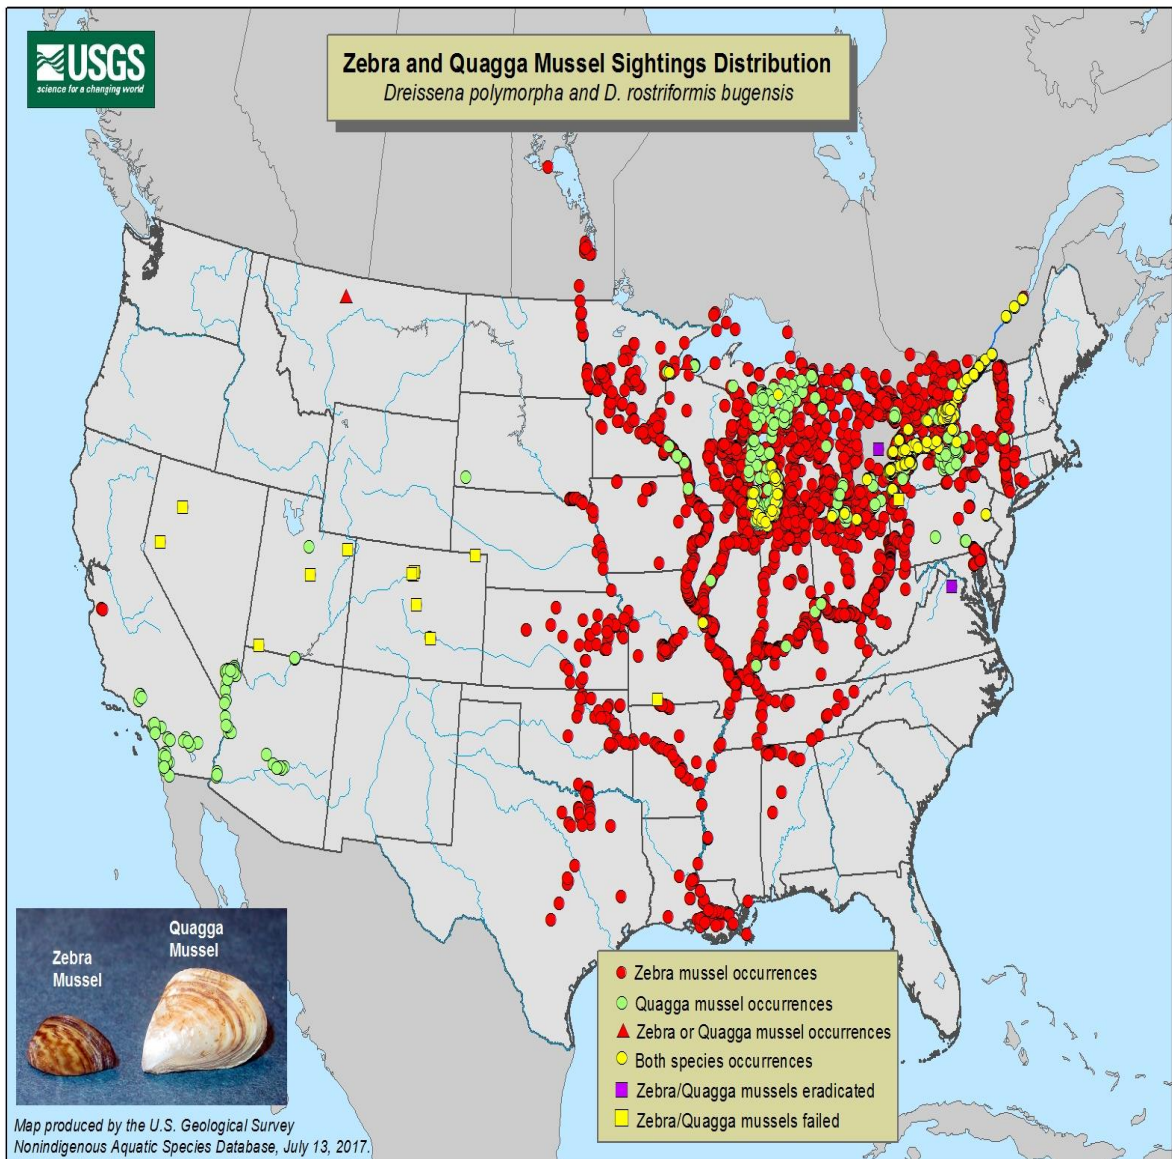 USGS
science for a changing world
Zebra and Quagga Mussel Sightings Distribution
Dreissena polymorpha and D. rostriformis bugensis
Zebra
Mussel
Quagga
Mussel
Zebra mussel occurrences
Quagga mussel occurrences
Zebra or Quagga mussel occurrences
Both species occurrences
Zebra/Quagga mussels eradicated
Zebra/Quagga mussels failed
Map produced by the U.S. Geological Survey
Nonindigenous Aquatic Species Database, July 13, 2017.